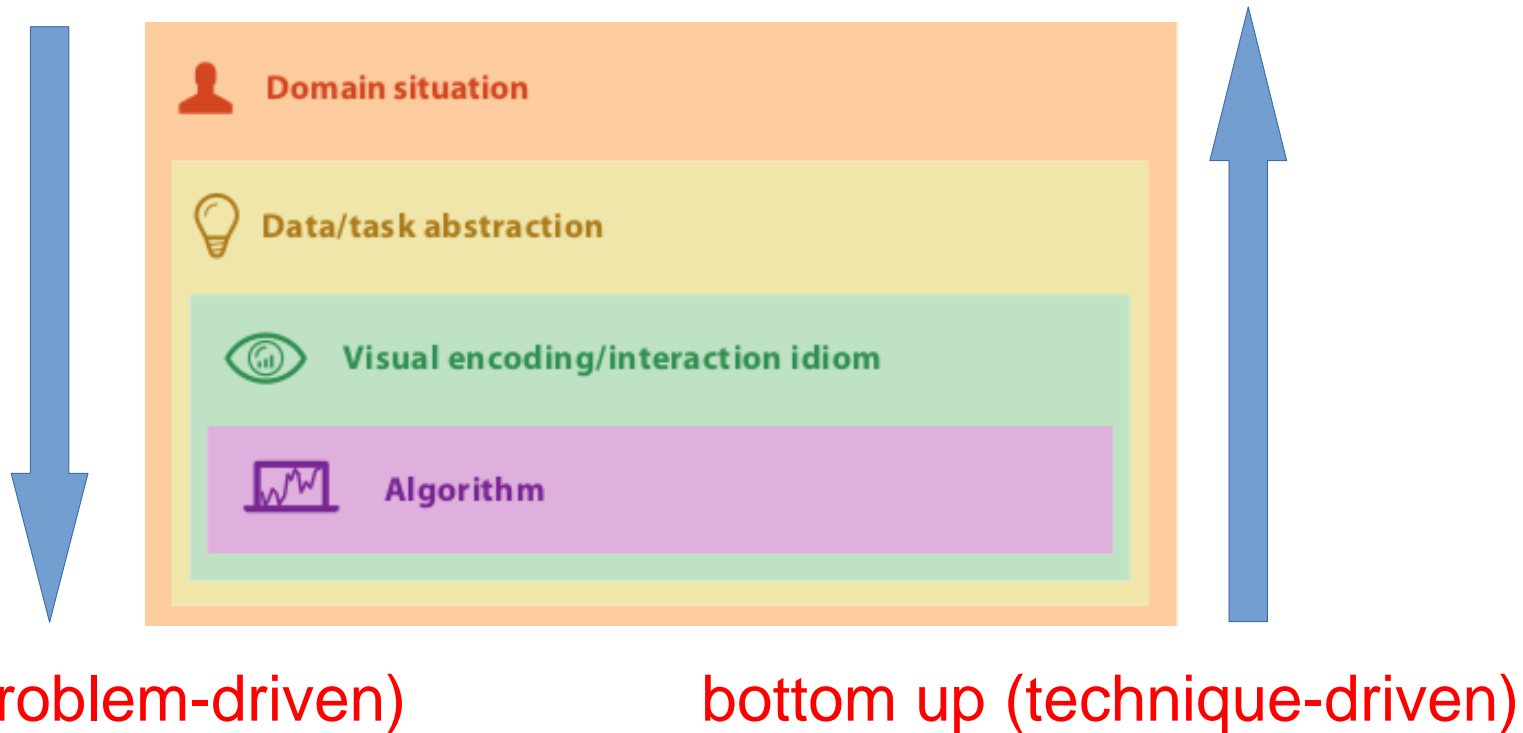 Domain situation
Data/task abstraction
Visual encoding/interaction idiom
Algorithm
roblem-driven) bottom up (technique-driven)